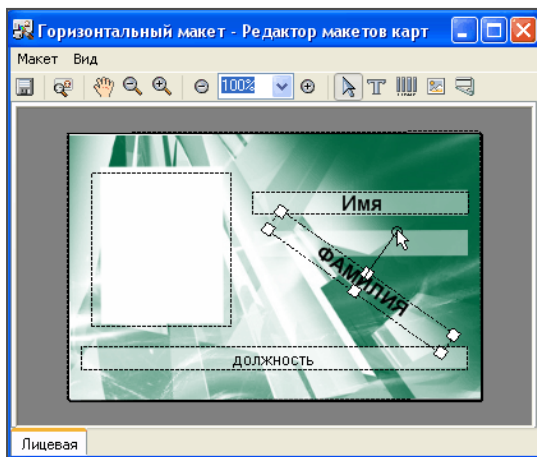 Горизонтальный макет - Редактор макетов карт
Макет Вид
100%
Имя
ФАМИЛИЯ
должность
Лицевая